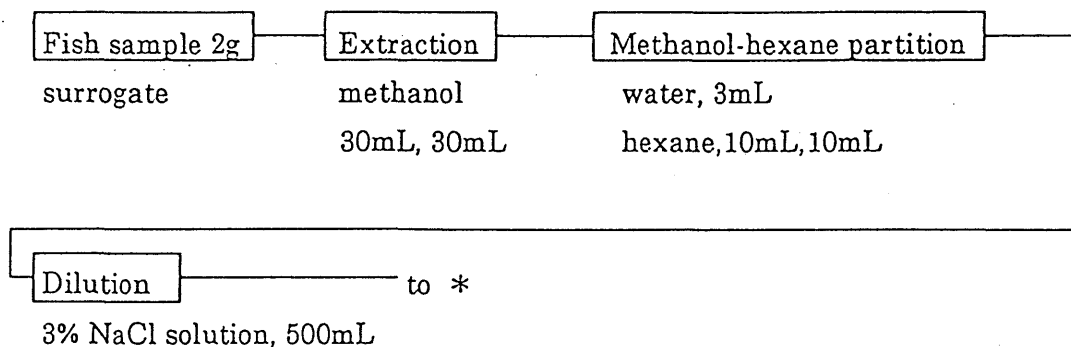 Fish sample 2g Extraction Methanol-hexane partition
surrogate methanol water, 3mL
30mL, 30mL hexane,10mL,10mL
Dilution to *
3% NaCl solution, 500mL